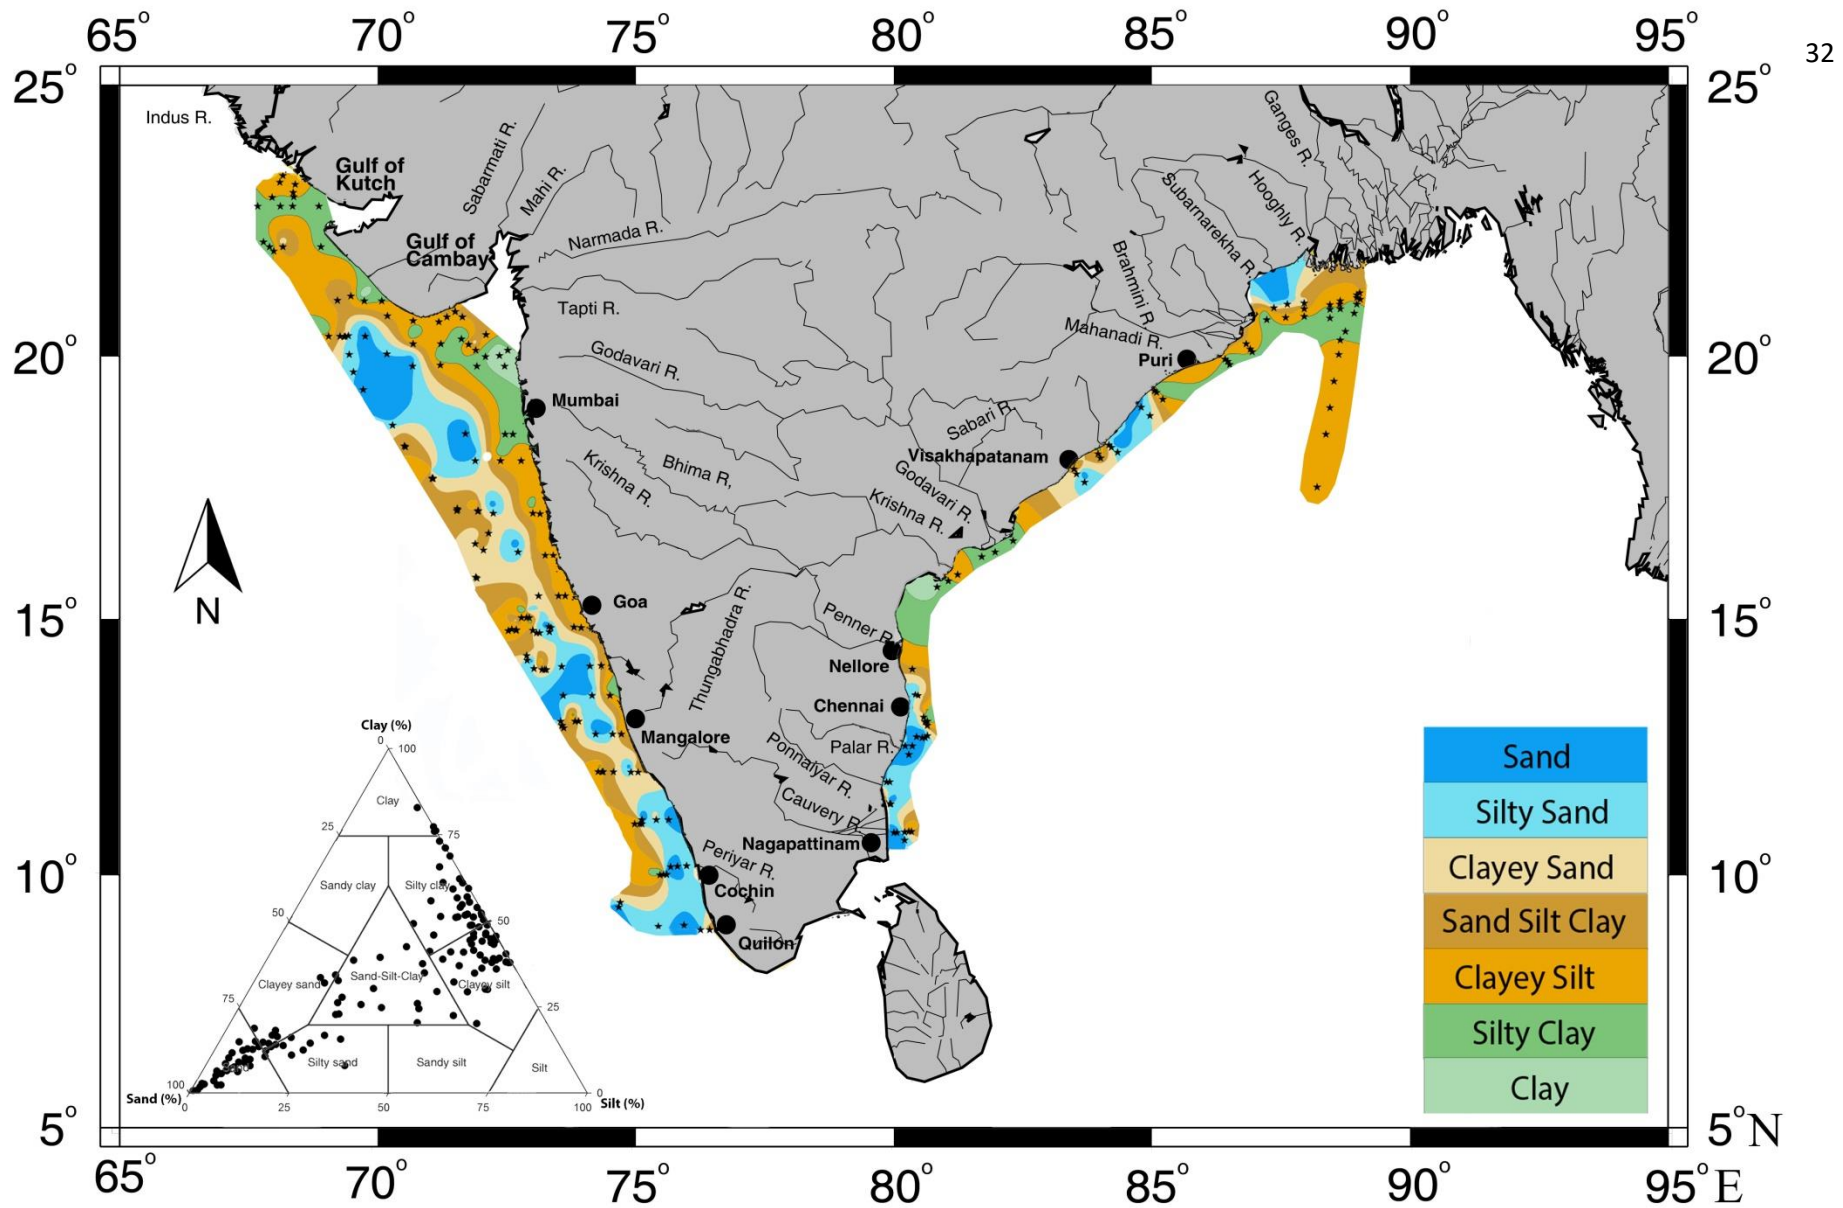 65° 70° 75° 80° 85° 90° 95°
32
25° 25°
Indus R.
Gulf of
Kutch
Sabarmati R.
Mahi R.
Gulf of
Cambay
Narmada R.
Ganges R.
Hooghly R.
Subarnarekha R.
Brahmini R.
Tapti R.
Mahanadi R.
Puri
20° 20°
Godavari R.
Mumbai
Sabari R.
Visakhapatanam
Bhima R,
Krishna R.
Godavari R.
Krishna R.
N
Goa
15° 15°
Thungabhadra R.
Penner R.
Nellore
Chennai
Mangalore
Palar R.
Ponnaiyar R.
Cauvery R.
Nagapattinam
Periyar R.
Cochin
Quilon
10° 10°
Sand
Silty Sand
Clayey Sand
Sand Silt Clay
Clayey Silt
Silty Clay
Clay
Clay (%)
0 100
Clay
25 75
Sandy clay Silty clay
50 50
Clayey sand Sand-Silt-Clay Clayey silt
75 25
Silty sand Sandy silt Silt
100 0
Sand (%) Silt (%)
0 25 50 75 100
5° 5°N
65° 70° 75° 80° 85° 90° 95° E